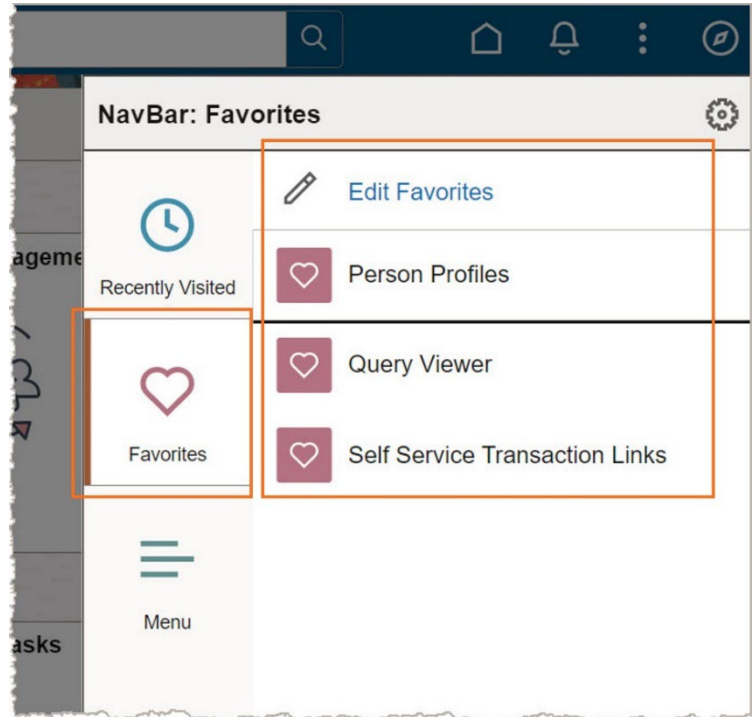 NavBar: Favorites
Edit Favorites
Recently Visited
Person Profiles
Favorites
Query Viewer
Self Service Transaction Links
Menu
ageme
asks